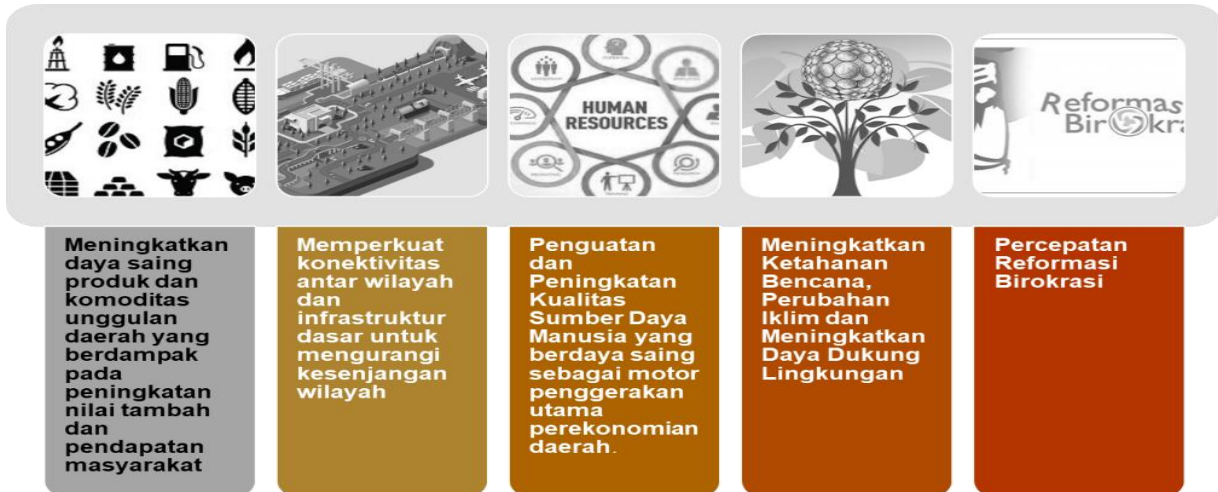 HUMAN
RESOURCES
Reformas
Bir
kr
Meningkatkan
daya saing
produk dan
komoditas
unggulan
daerah yang
berdampak
pada
peningkatan
nilai tambah
dan
pendapatan
masyarakat
Memperkuat
konektivitas
antar wilayah
dan
infrastruktur
dasar untuk
mengurangi
kesenjangan
wilayah
Penguatan
dan
Peningkatan
Kualitas
Sumber Daya
Manusia yang
berdaya saing
sebagai motor
penggerakan
utama
perekonomian
daerah.
Meningkatkan
Ketahanan
Bencana,
Perubahan
Iklim dan
Meningkatkan
Daya Dukung
Lingkungan
Percepatan
Reformasi
Birokrasi